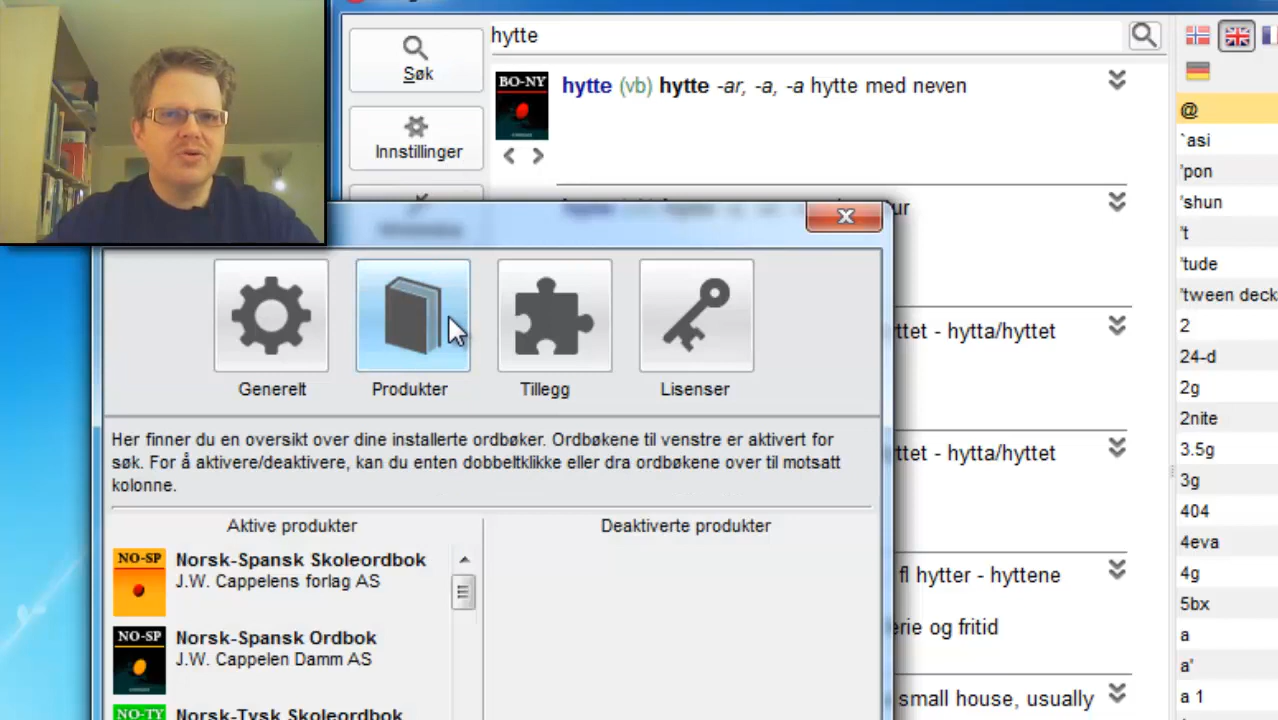 hytte
Søk
Innstillinger
BO-NY
hytte (vb) hytte -ar, -a, -a hytte med neven
ur
ttet - hytta/hyttet
ttet - hytta/hyttet
fl hytter - hyttene
rie og fritid
small house, usually
@
`asi
'pon
'shun
't
'tude
'tween deck
2
24-d
2g
2nite
3.5g
3g
404
4eva
4g
5bx
a
a'
a 1
Generelt
Produkter
Tillegg
Lisenser
Her finner du en oversikt over dine installerte ordbøker. Ordbøkene til venstre er aktivert for
søk. For å aktivere/deaktivere, kan du enten dobbeltklikke eller dra ordbøkene over til motsatt
kolonne.
Aktive produkter
Deaktiverte produkter
NO-SP
Norsk-Spansk Skoleordbok
J.W. Cappelens forlag AS
NO-SP
Norsk-Spansk Ordbok
J.W. Cappelen Damm AS
NO-TY
Norsk-Tysk Skoleordbok